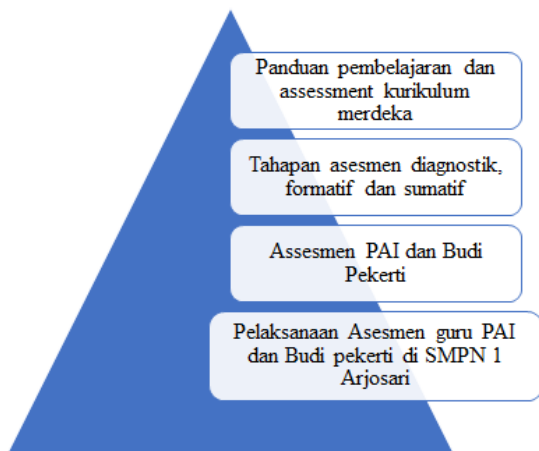 Panduan pembelajaran dan
assessment kurikulum
merdeka
Tahapan asesmen diagnostik,
formatif dan sumatif
Assesmen PAI dan Budi
Pekerti
Pelaksanaan Asesmen guru PAI
dan Budi pekerti di SMPN 1
Arjosari